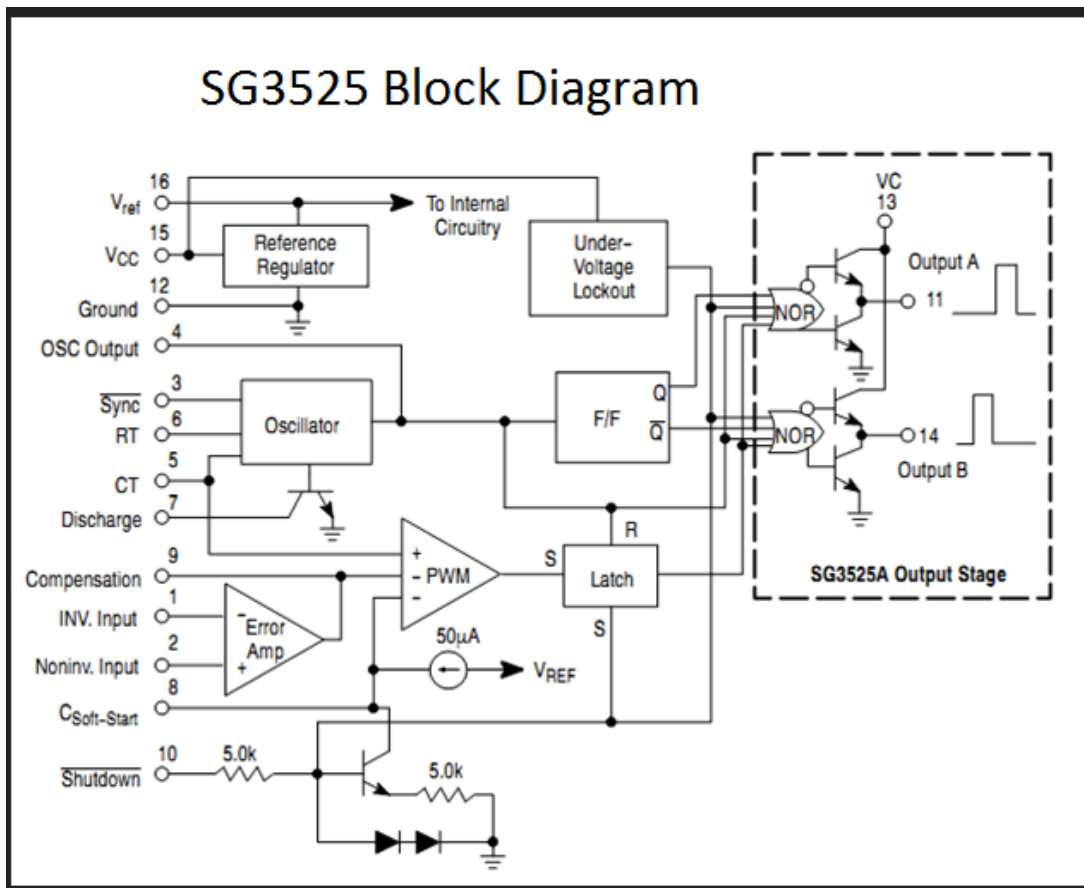 SG3525 Block Diagram
16
Vref
To Internal
Circuitry
15
VCC
Reference
Regulator
12
Ground
4
OSC Output
Under-
Voltage
Lockout
3
Sync
6
RT
5
CT
7
Discharge
Oscillator
F/F
Q
Q
VC
13
NOR
Output A
11
NOR
14
Output B
SG3525A Output Stage
9
Compensation
1
INV. Input
2
Noninv. Input
8
CSoft-Start
10
Shutdown
+
− PWM
−
−
Error
Amp
+
S
R
Latch
S
50µA
VREF
5.0k
5.0k